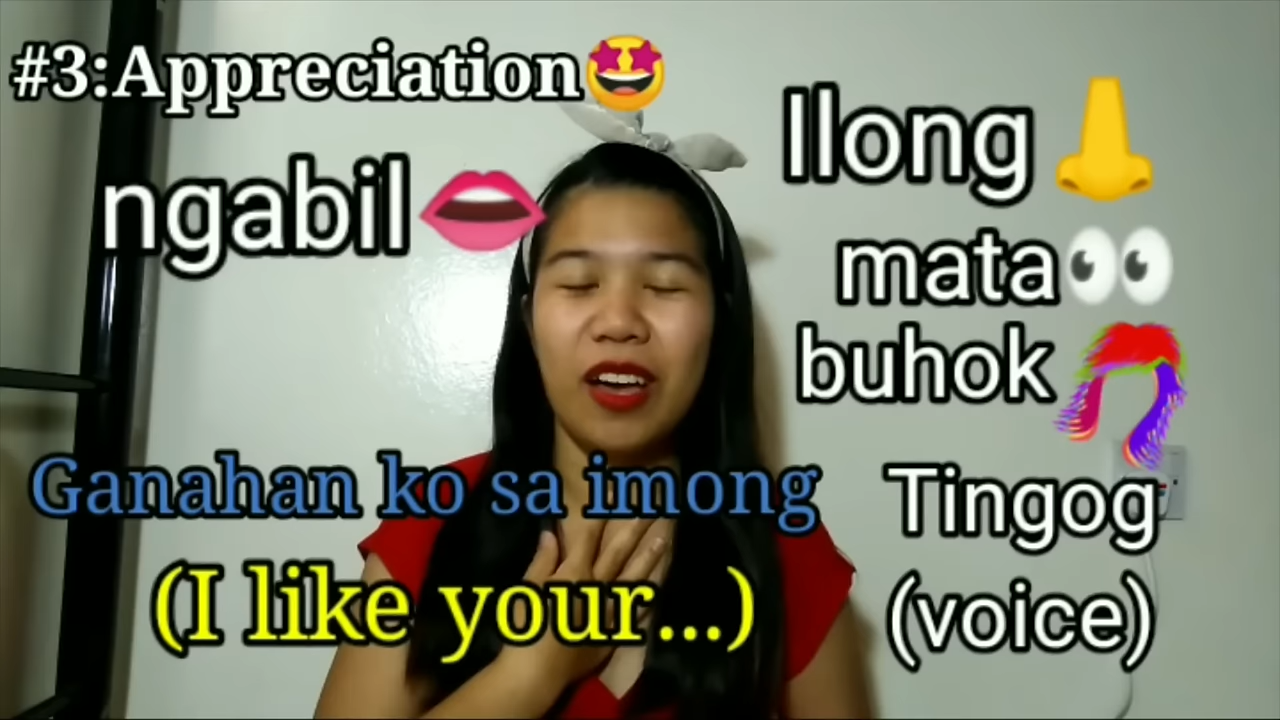 #3:Appreciation🤩
ngabil
Ilong
mata
buhok
Ganahan ko sa imong
(I like your...)
Tingog
(voice)